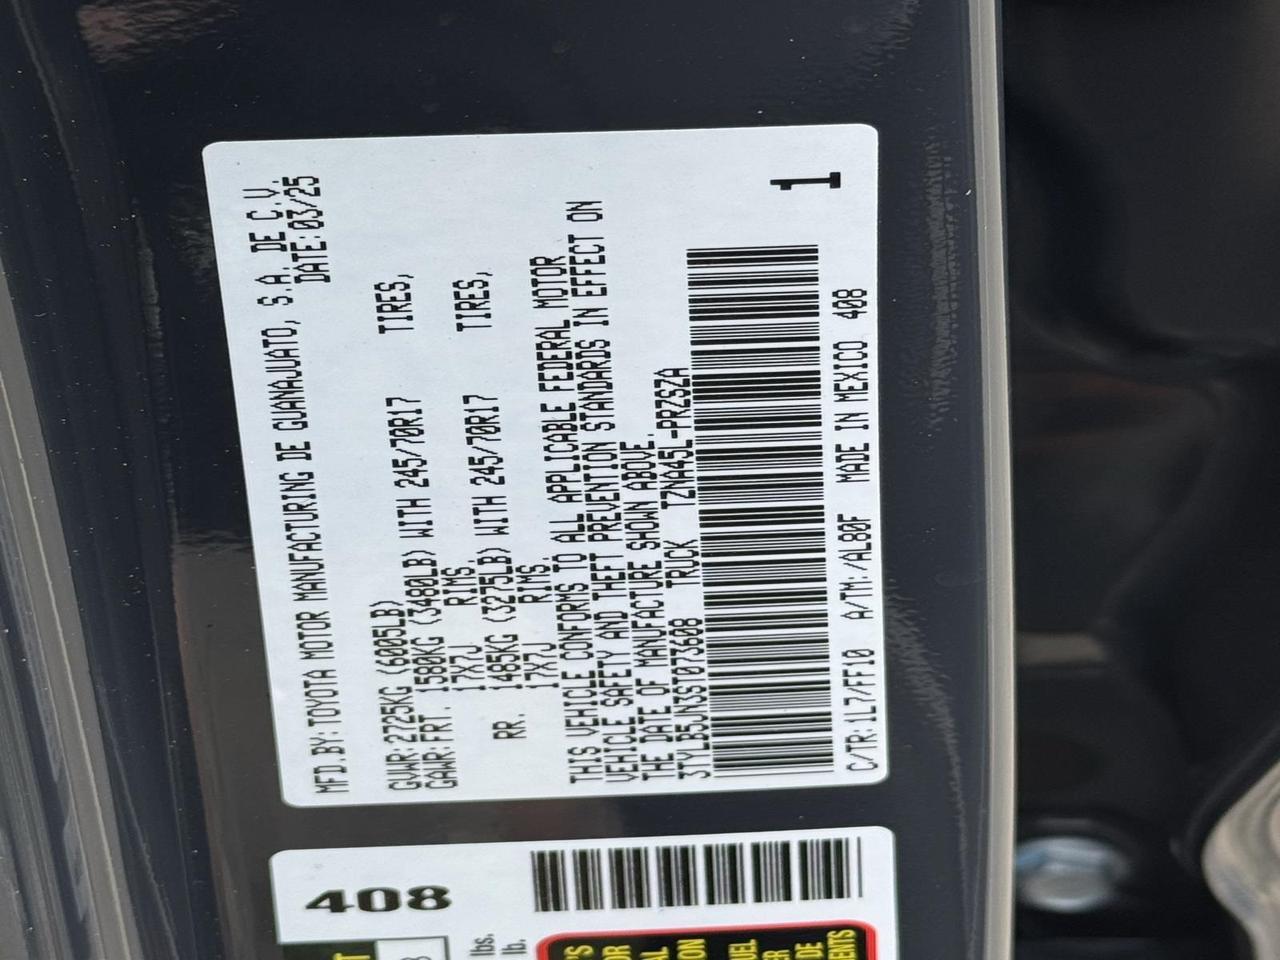 MFD.BY:TOYOTA MOTOR MANUFACTURING DE GUANAJUATO, S.A. DE C.V.
DATE:03/25
GVWR:2725KG (6005LB)
GAWR:FRT. 1580KG (3480LB) WITH 245/70R17 TIRES,
17X7J RIMS,
RR. 1485KG (3275LB) WITH 245/70R17 TIRES,
17X7J RIMS.
THIS VEHICLE CONFORMS TO ALL APPLICABLE FEDERAL MOTOR
VEHICLE SAFETY AND THEFT PREVENTION STANDARDS IN EFFECT ON
THE DATE OF MANUFACTURE SHOWN ABOVE.
3TYLB5JN3ST073608 TRUCK TZNA45L-PRZSZA
1
C/TR:1L7/FF10 A/TM:/AL80F MADE IN MEXICO 408
408
lbs.
lb.